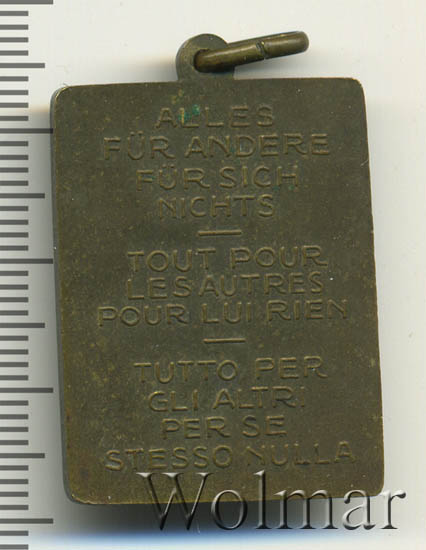 ALLES
FÜR ANDERE
FÜR SICH
NICHTS
TOUT POUR
LES AUTRES
POUR LUI RIEN
TUTTO PER
GLI ALTRI
PER SE
STESSO NULLA
Wolmar